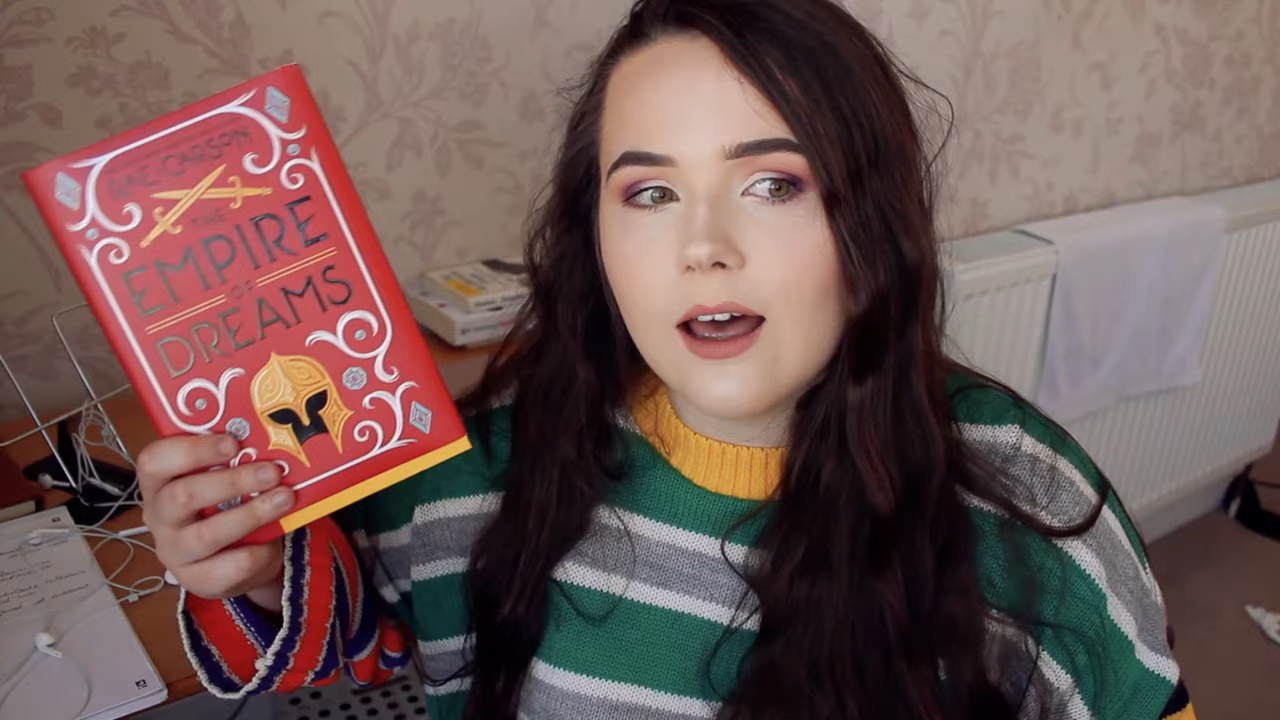 RAE CARSON
THE
EMPIRE
OF
DREAMS